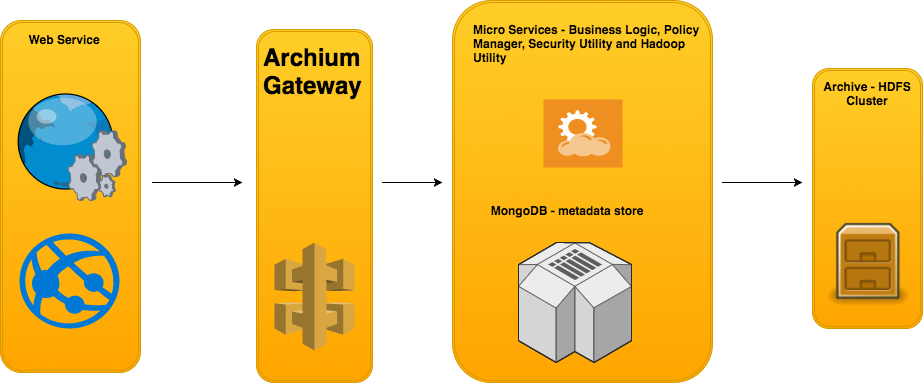 Web Service
Archium
Gateway
Micro Services - Business Logic, Policy
Manager, Security Utility and Hadoop
Utility
MongoDB - metadata store
Archive - HDFS
Cluster